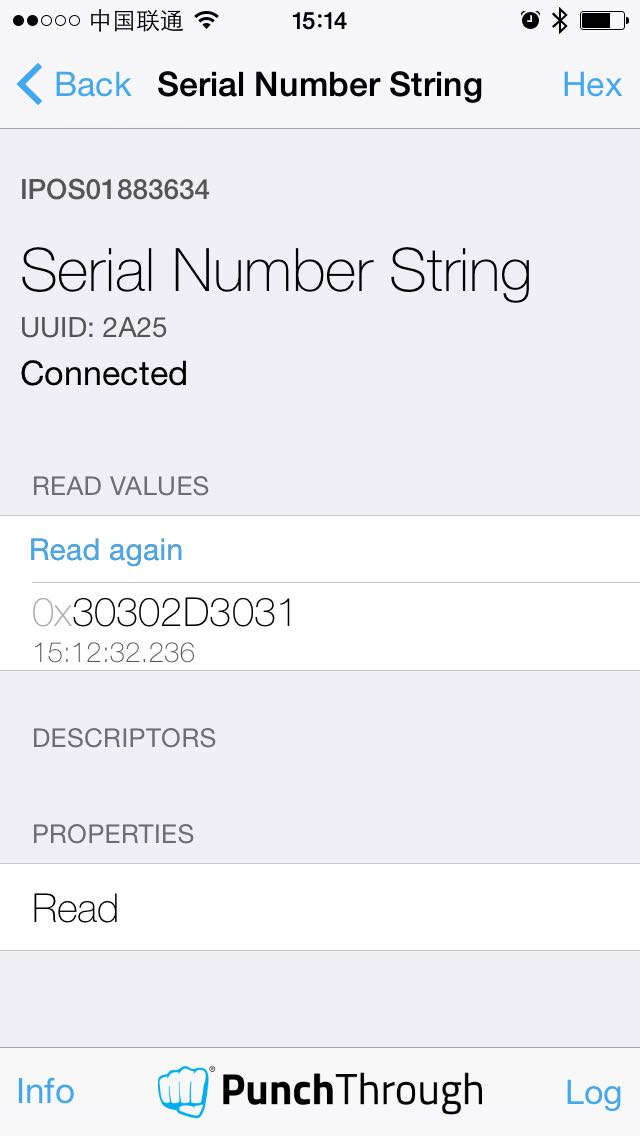 中国联通 15:14
Back Serial Number String Hex
IPOS01883634
Serial Number String
UUID: 2A25
Connected
READ VALUES
Read again
0x30302D3031
15:12:32.236
DESCRIPTORS
PROPERTIES
Read
Info PunchThrough Log